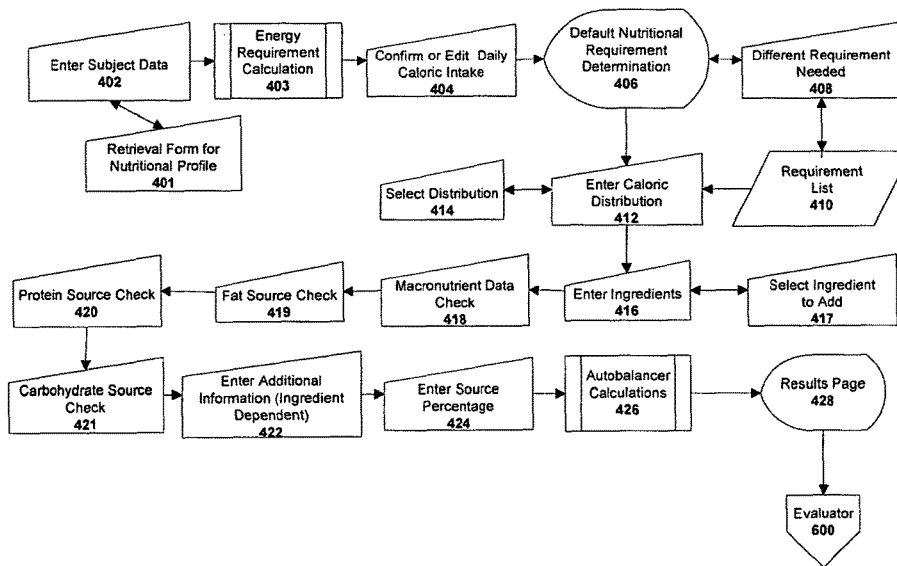 Enter Subject Data
402
Energy
Requirement
Calculation
403
Confirm or Edit Daily
Caloric Intake
404
Default Nutritional
Requirement
Determination
406
Different Requirement
Needed
408
Retrieval Form for
Nutritional Profile
401
Select Distribution
414
Enter Caloric
Distribution
412
Requirement
List
410
Protein Source Check
420
Fat Source Check
419
Macronutrient Data
Check
418
Enter Ingredients
416
Select Ingredient
to Add
417
Carbohydrate Source
Check
421
Enter Additional
Information (Ingredient
Dependent)
422
Enter Source
Percentage
424
Autobalancer
Calculations
426
Results Page
428
Evaluator
600